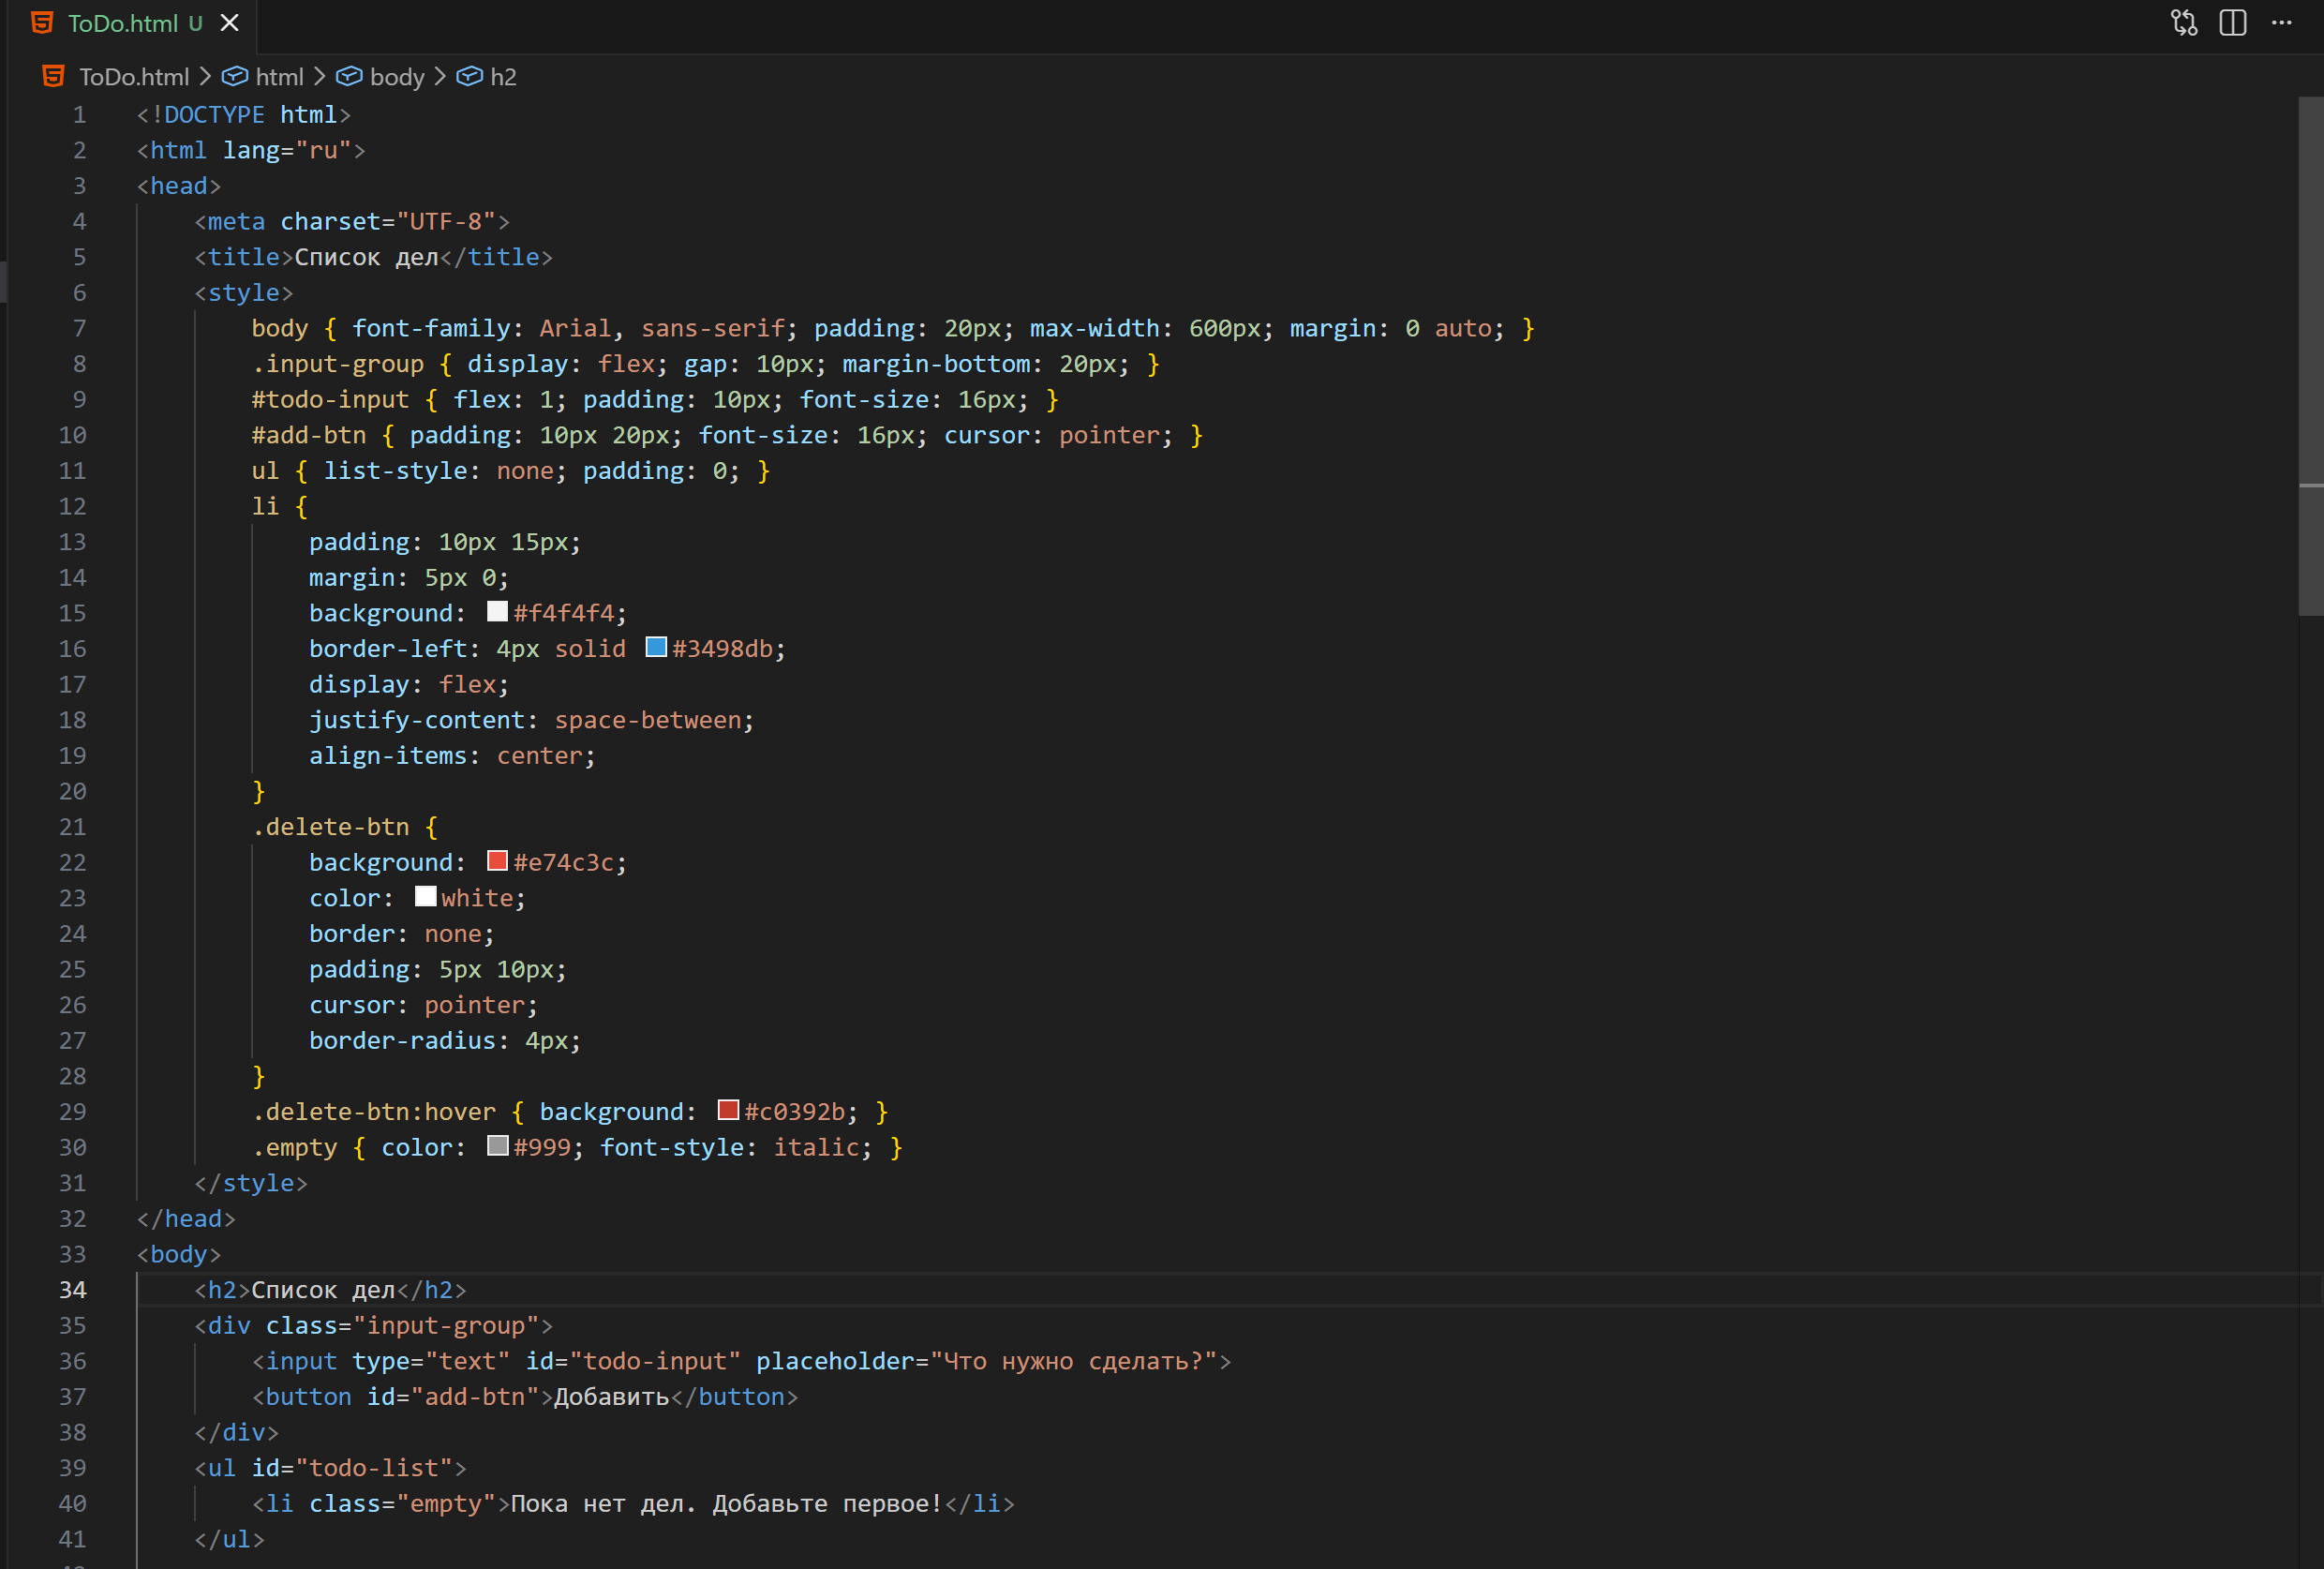 ToDo.html U
ToDo.html > html > body > h2
1 <!DOCTYPE html>
2 <html lang="ru">
3 <head>
4     <meta charset="UTF-8">
5     <title>Список дел</title>
6     <style>
7         body { font-family: Arial, sans-serif; padding: 20px; max-width: 600px; margin: 0 auto; }
8         .input-group { display: flex; gap: 10px; margin-bottom: 20px; }
9         #todo-input { flex: 1; padding: 10px; font-size: 16px; }
10         #add-btn { padding: 10px 20px; font-size: 16px; cursor: pointer; }
11         ul { list-style: none; padding: 0; }
12         li {
13             padding: 10px 15px;
14             margin: 5px 0;
15             background: #f4f4f4;
16             border-left: 4px solid #3498db;
17             display: flex;
18             justify-content: space-between;
19             align-items: center;
20         }
21         .delete-btn {
22             background: #e74c3c;
23             color: white;
24             border: none;
25             padding: 5px 10px;
26             cursor: pointer;
27             border-radius: 4px;
28         }
29         .delete-btn:hover { background: #c0392b; }
30         .empty { color: #999; font-style: italic; }
31     </style>
32 </head>
33 <body>
34     <h2>Список дел</h2>
35     <div class="input-group">
36         <input type="text" id="todo-input" placeholder="Что нужно сделать?">
37         <button id="add-btn">Добавить</button>
38     </div>
39     <ul id="todo-list">
40         <li class="empty">Пока нет дел. Добавьте первое!</li>
41     </ul>